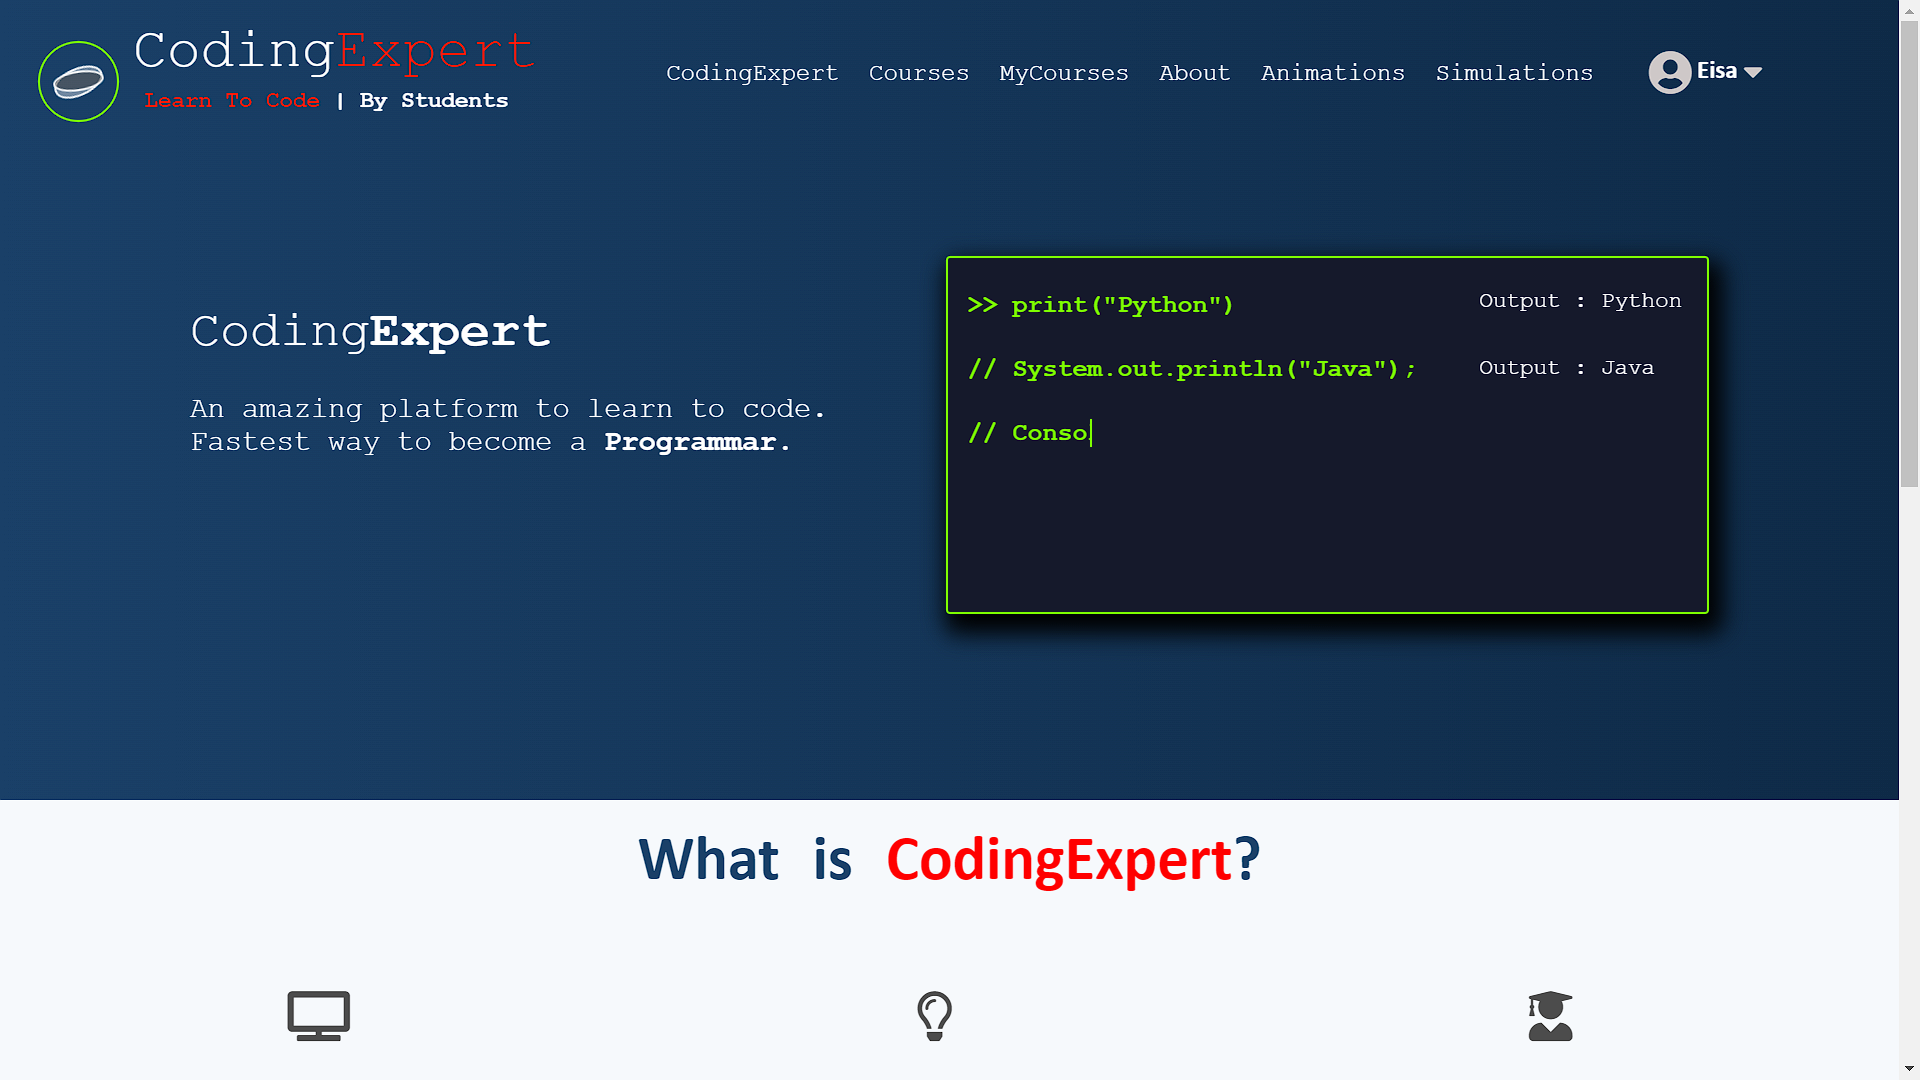 CodingExpert
Learn To Code | By Students
CodingExpert Courses MyCourses About Animations Simulations
Eisa
CodingExpert
An amazing platform to learn to code.
Fastest way to become a Programmar.
>> print("Python")
Output : Python
// System.out.println("Java");
Output : Java
// Conso
What is CodingExpert?